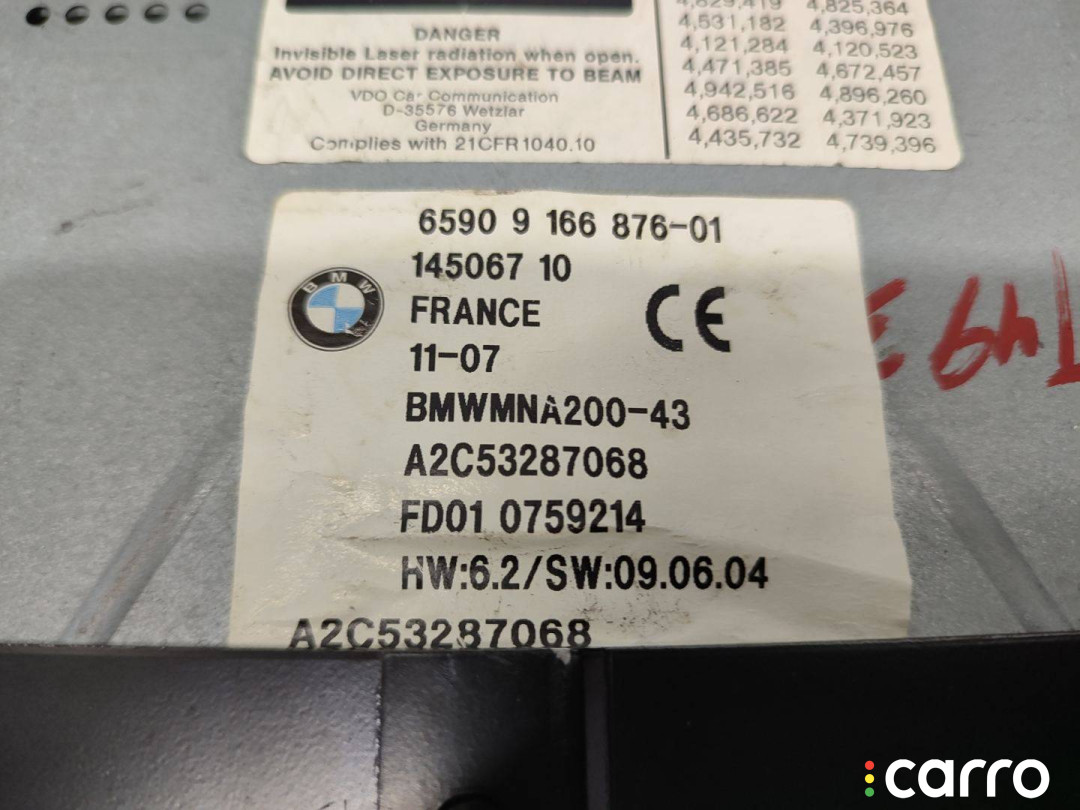 DANGER
Invisible Laser radiation when open.
AVOID DIRECT EXPOSURE TO BEAM
VDO Car Communication
D-35576 Wetzlar
Germany
Complies with 21CFR1040.10
4,829,419 4,825,364
4,531,182 4,396,976
4,121,284 4,120,523
4,471,385 4,672,457
4,942,516 4,896,260
4,686,622 4,371,923
4,435,732 4,739,396
6590 9 166 876-01
145067 10
BMW
FRANCE
CE
11-07
BMWMNA200-43
A2C53287068
FD01 0759214
HW:6.2/SW:09.06.04
A2C53287068
carro